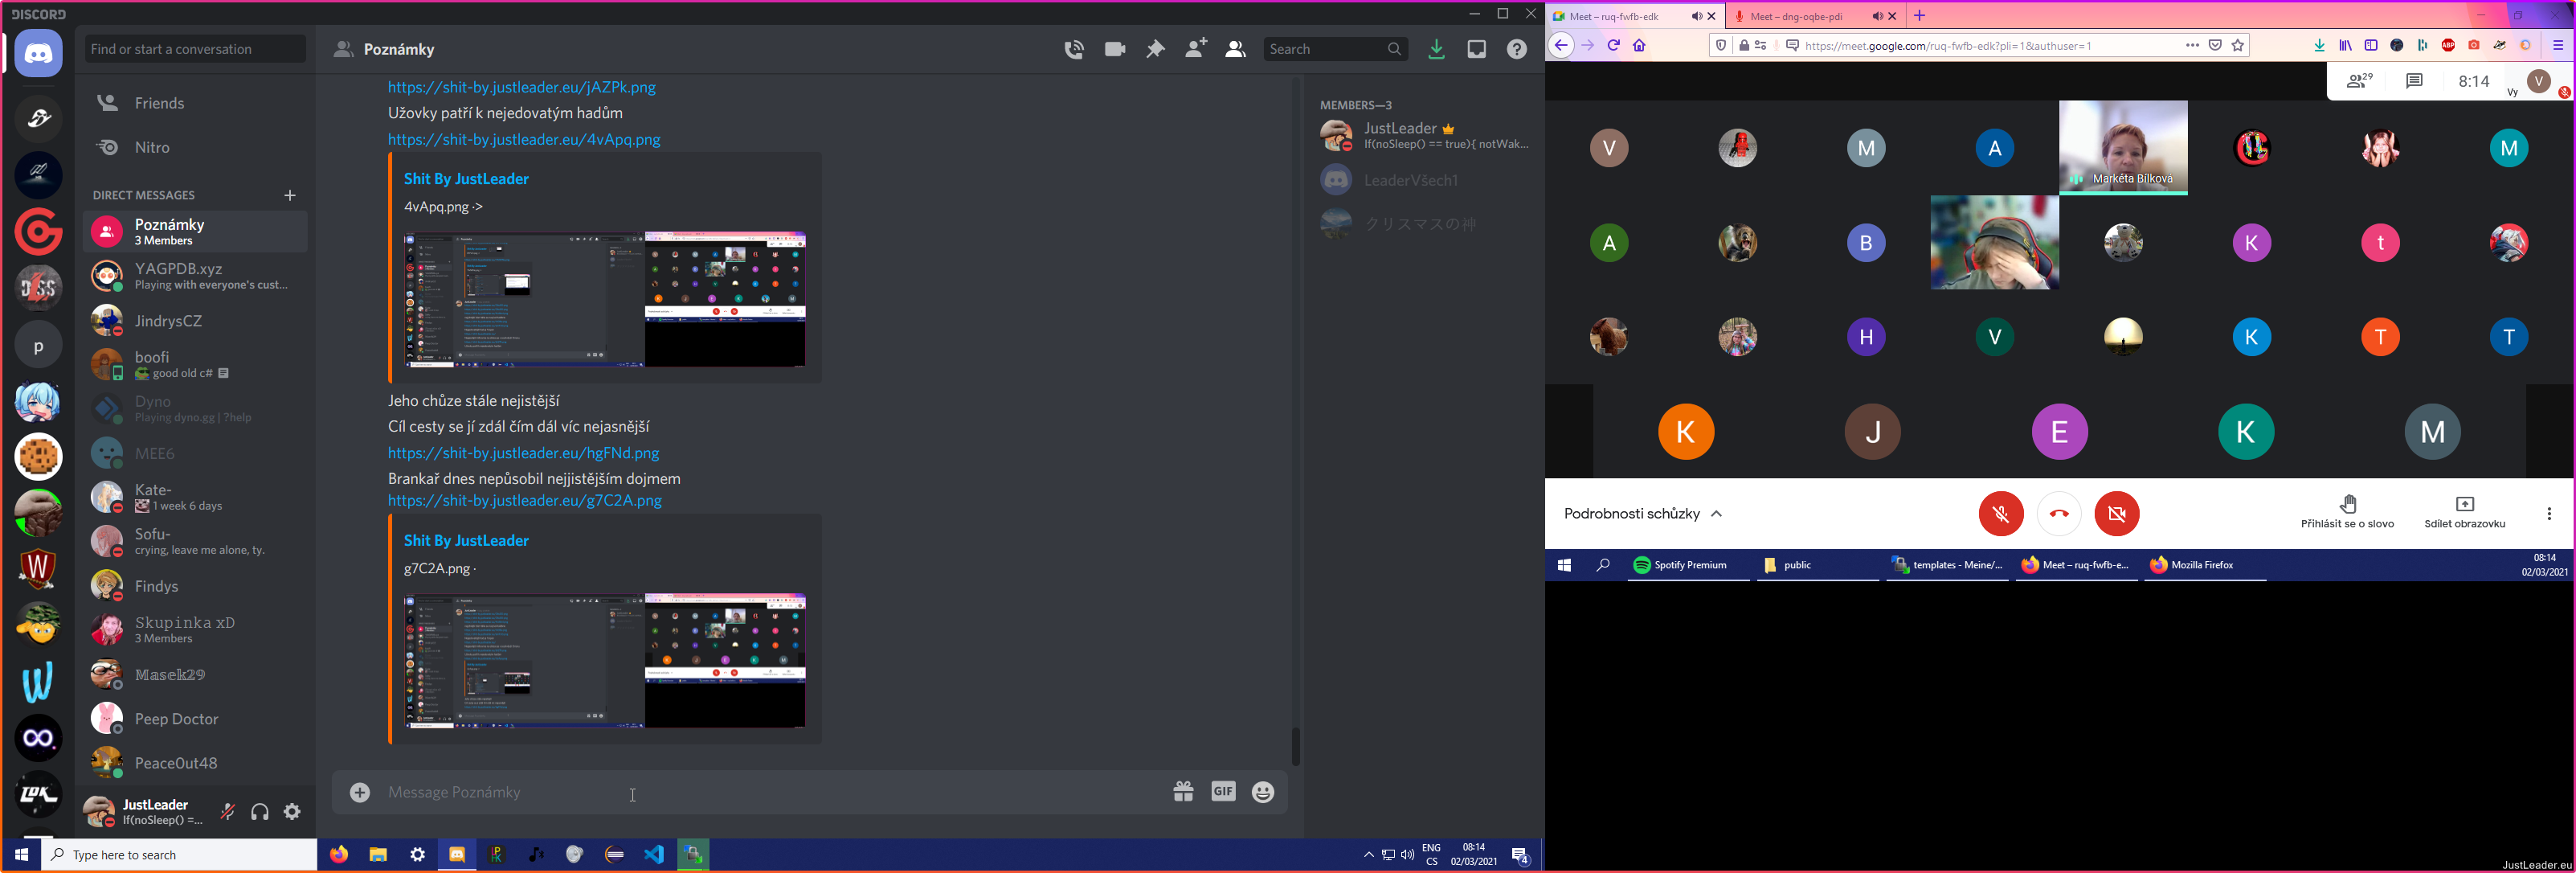 DISCORD
Find or start a conversation
Friends
Nitro
DIRECT MESSAGES
Poznámky
3 Members
YAGPDB.xyz
Playing with everyone's cust...
JindrysCZ
boofi
good old c#
Dyno
Playing dyno.gg | ?help
MEE6
Kate-
1 week 6 days
Sofu-
crying, leave me alone, ty.
Findys
Skupinka xD
3 Members
Masek29
Peep Doctor
PeaceOut48
JustLeader
If(noSleep() =...
p
Poznámky
Search
https://shit-by.justleader.eu/jAZPk.png
Užovky patří k nejedovatým hadům
https://shit-by.justleader.eu/4vApq.png
Shit By JustLeader
4vApq.png ->
Jeho chůze stále nejistější
Cíl cesty se jí zdál čím dál víc nejasnější
https://shit-by.justleader.eu/hgFNd.png
Brankař dnes nepůsobil nejjistějším dojmem
https://shit-by.justleader.eu/g7C2A.png
Shit By JustLeader
g7C2A.png ·
Message Poznámky
GIF
MEMBERS—3
JustLeader
If(noSleep() == true){ notWak...
LeaderVšech1
クリスマスの神
Type here to search
ENG
CS
08:14
02/03/2021
4
Meet – ruq-fwfb-edk
Meet – dng-oqbe-pdi
https://meet.google.com/ruq-fwfb-edk?pli=1&authuser=1
ABP
29
8:14
Vy
V
V
M
A
Markéta Bílková
M
A
B
K
t
H
V
K
T
T
K
J
E
K
M
Podrobnosti schůzky
Přihlásit se o slovo
Sdílet obrazovku
Spotify Premium
public
templates - Meine/...
Meet – ruq-fwfb-e...
Mozilla Firefox
08:14
02/03/2021
JustLeader.eu